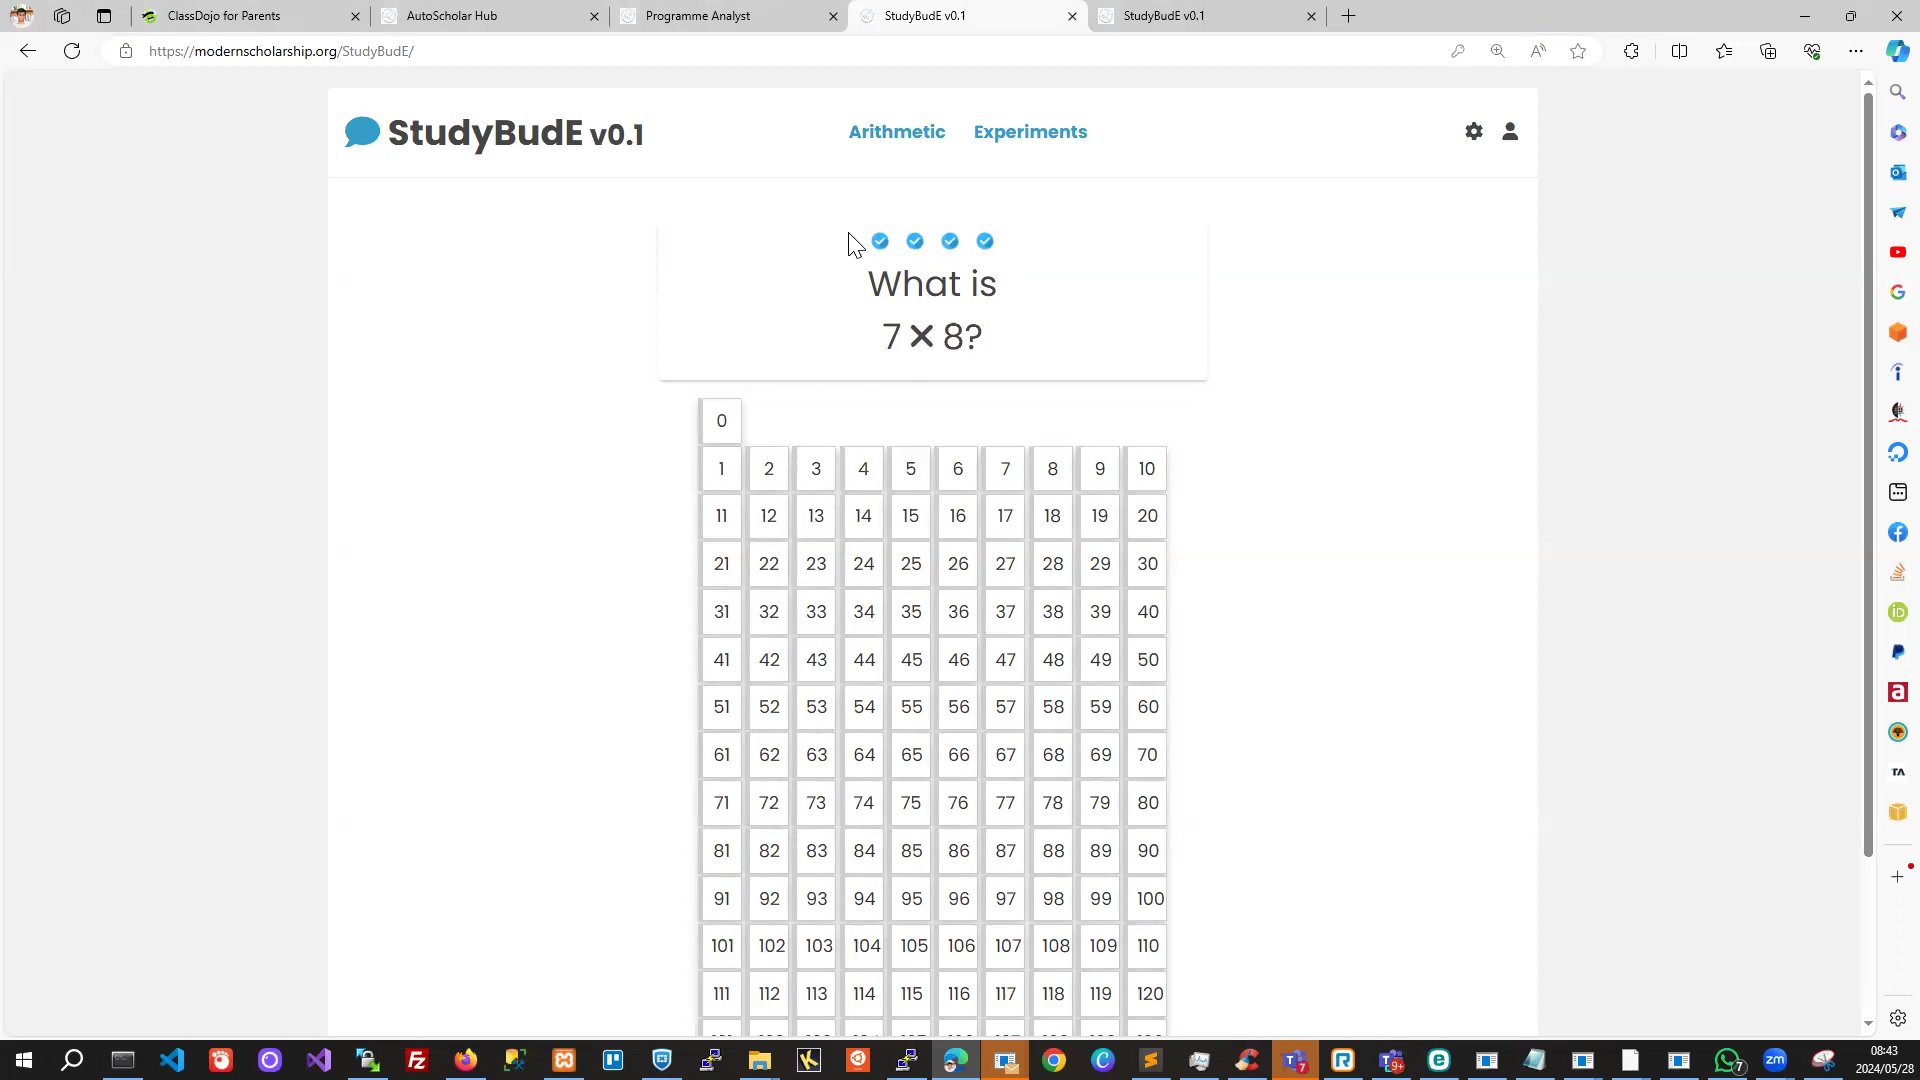 ClassDojo for Parents
AutoScholar Hub
Programme Analyst
StudyBudE v0.1
StudyBudE v0.1
https://modernscholarship.org/StudyBudE/
StudyBudE v0.1
Arithmetic
Experiments
What is
7 × 8?
0
1 2 3 4 5 6 7 8 9 10
11 12 13 14 15 16 17 18 19 20
21 22 23 24 25 26 27 28 29 30
31 32 33 34 35 36 37 38 39 40
41 42 43 44 45 46 47 48 49 50
51 52 53 54 55 56 57 58 59 60
61 62 63 64 65 66 67 68 69 70
71 72 73 74 75 76 77 78 79 80
81 82 83 84 85 86 87 88 89 90
91 92 93 94 95 96 97 98 99 100
101 102 103 104 105 106 107 108 109 110
111 112 113 114 115 116 117 118 119 120
08:43
2024/05/28